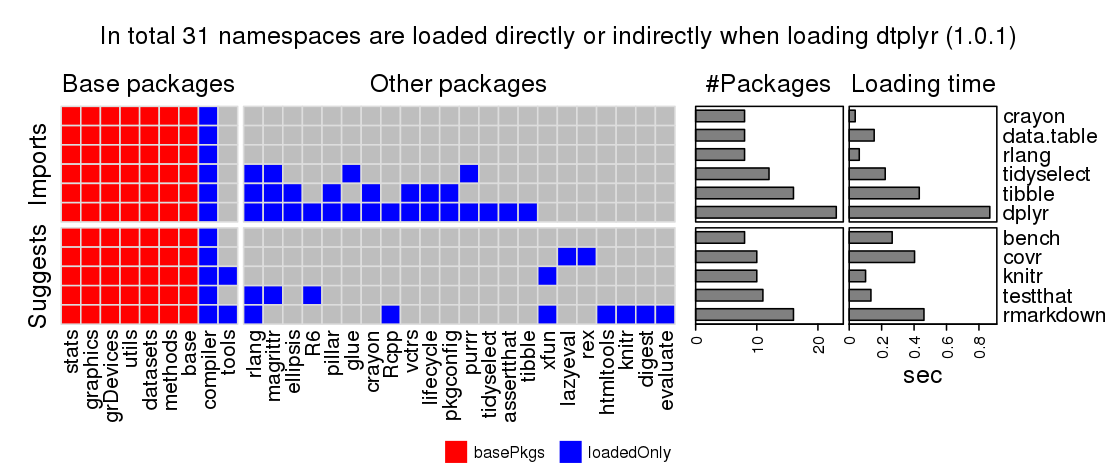 In total 31 namespaces are loaded directly or indirectly when loading dtplyr (1.0.1)
Base packages
Other packages
#Packages
Loading time
Imports
crayon
data.table
rlang
tidyselect
tibble
dplyr
Suggests
bench
covr
knitr
testthat
rmarkdown
stats
graphics
grDevices
utils
datasets
methods
base
compiler
tools
rlang
magrittr
ellipsis
R6
pillar
glue
crayon
Rcpp
vctrs
lifecycle
pkgconfig
purrr
tidyselect
assertthat
tibble
xfun
lazyeval
rex
htmltools
knitr
digest
evaluate
0
10
20
0
0.2
0.4
0.6
0.8
sec
basePkgs
loadedOnly